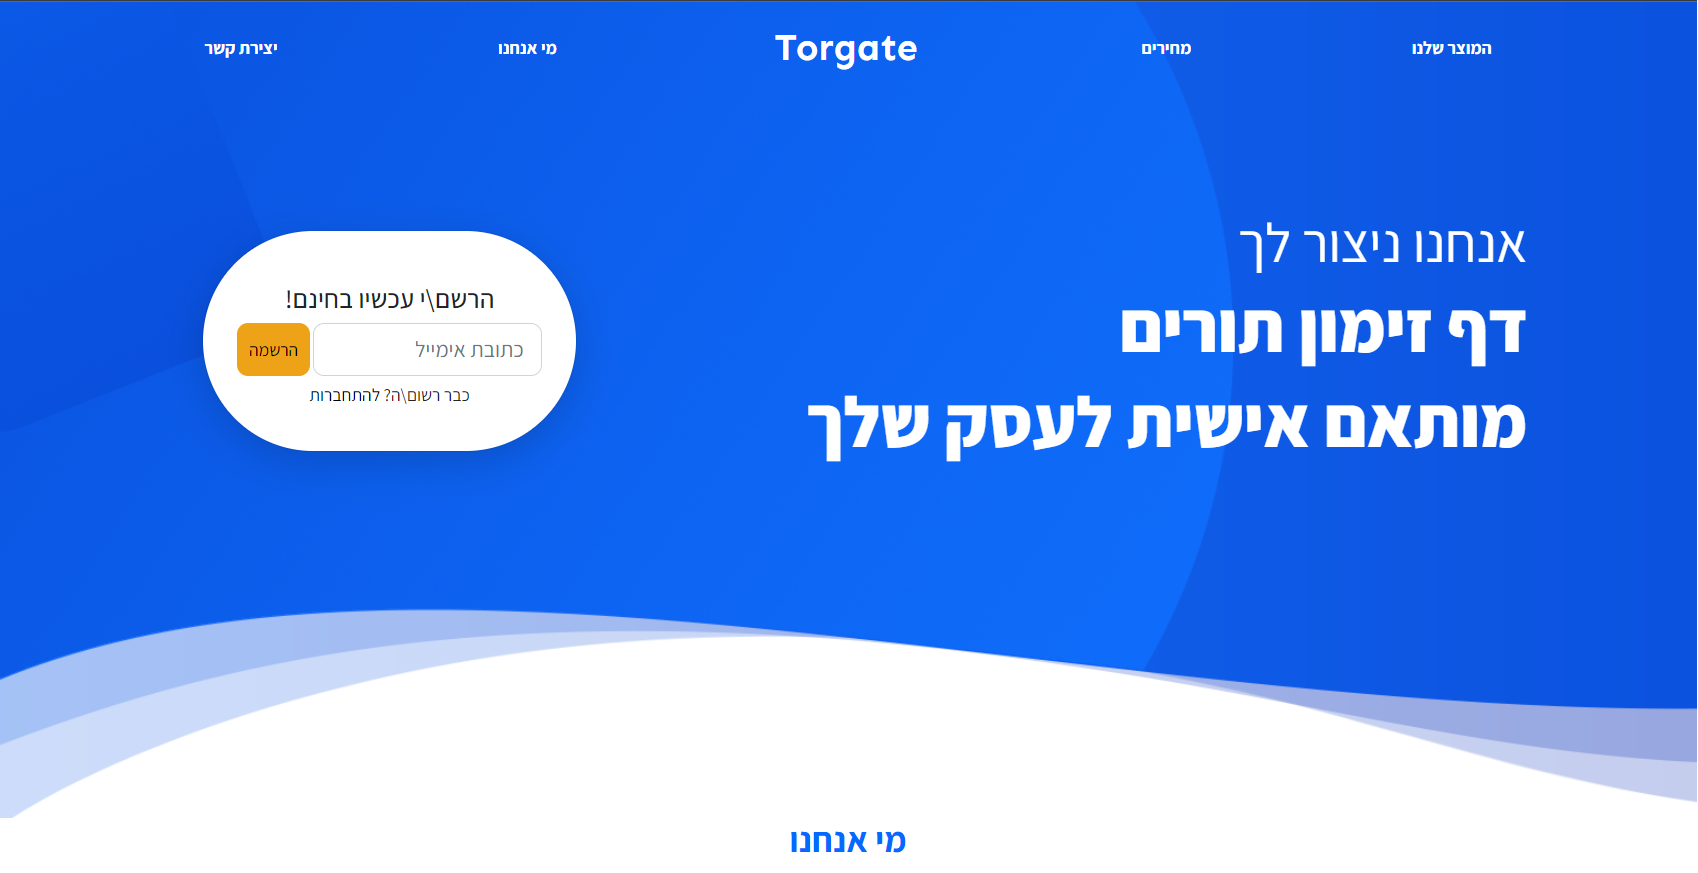 המוצר שלנו
מחירים
Torgate
מי אנחנו
יצירת קשר
אנחנו ניצור לך
דף זימון תורים
מותאם אישית לעסק שלך
הרשם\י עכשיו בחינם!
כתובת אימייל
הרשמה
כבר רשום\ה? להתחברות
מי אנחנו